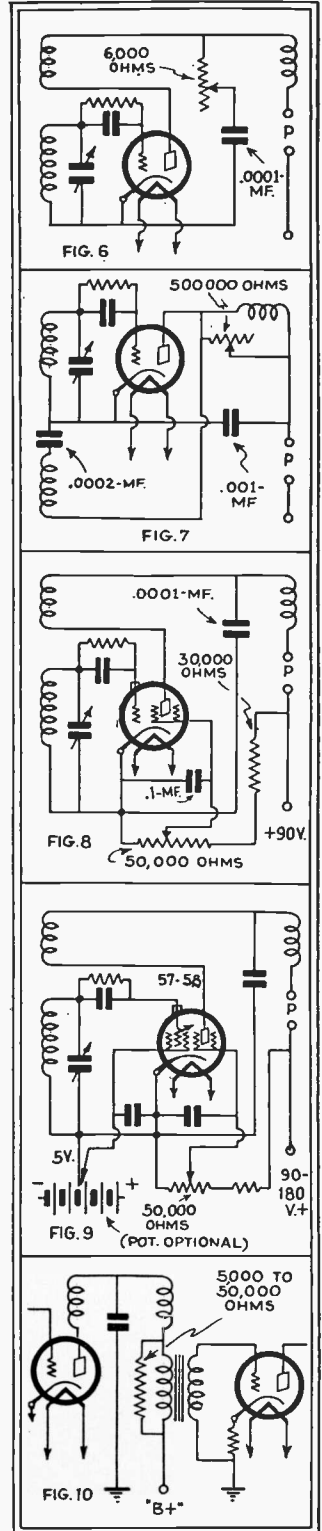 6,000
OHMS
P
.0001-
MF.
FIG. 6
500000 OHMS
.0002-MF.
.001-
MF
P
FIG. 7
.0001-MF.
30,000
OHMS
P
.1-MF.
FIG. 8
50,000 OHMS
+90V.
57-58
P
5V.
- +
50,000
OHMS
90-
180
V.+
FIG. 9
(POT. OPTIONAL)
5,000 TO
50,000
OHMS
FIG. 10
"B+"